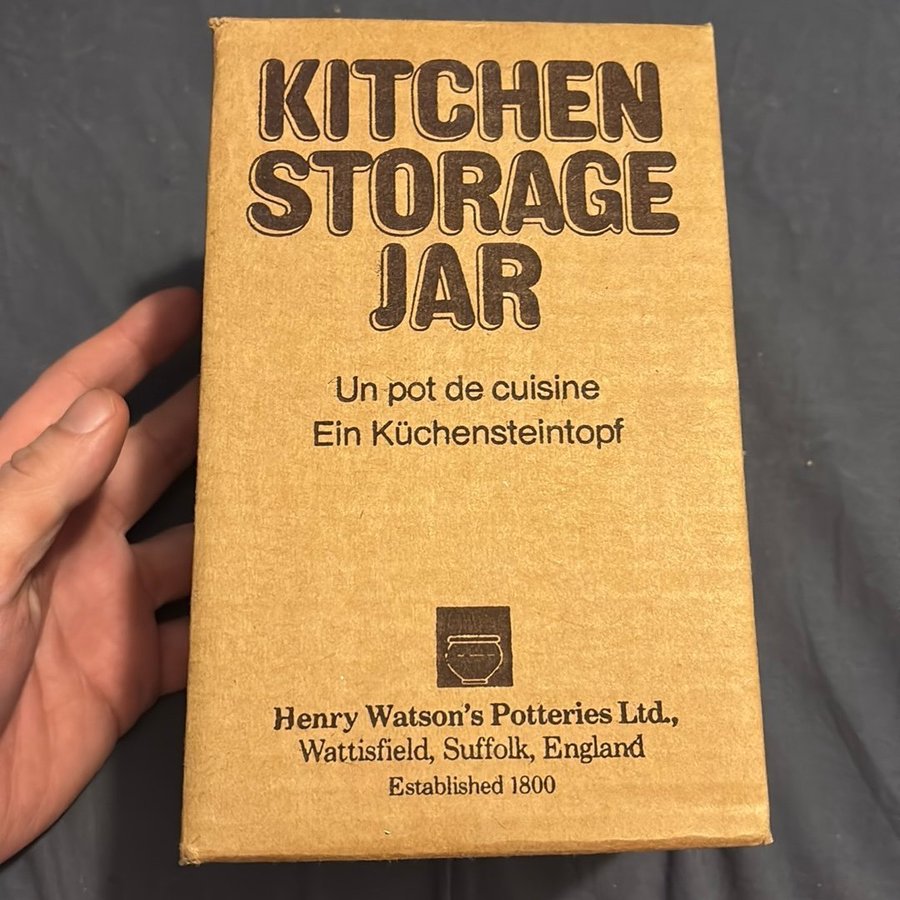 KITCHEN
STORAGE
JAR
Un pot de cuisine
Ein Küchensteintopf
Henry Watson's Potteries Ltd.,
Wattisfield, Suffolk, England
Established 1800